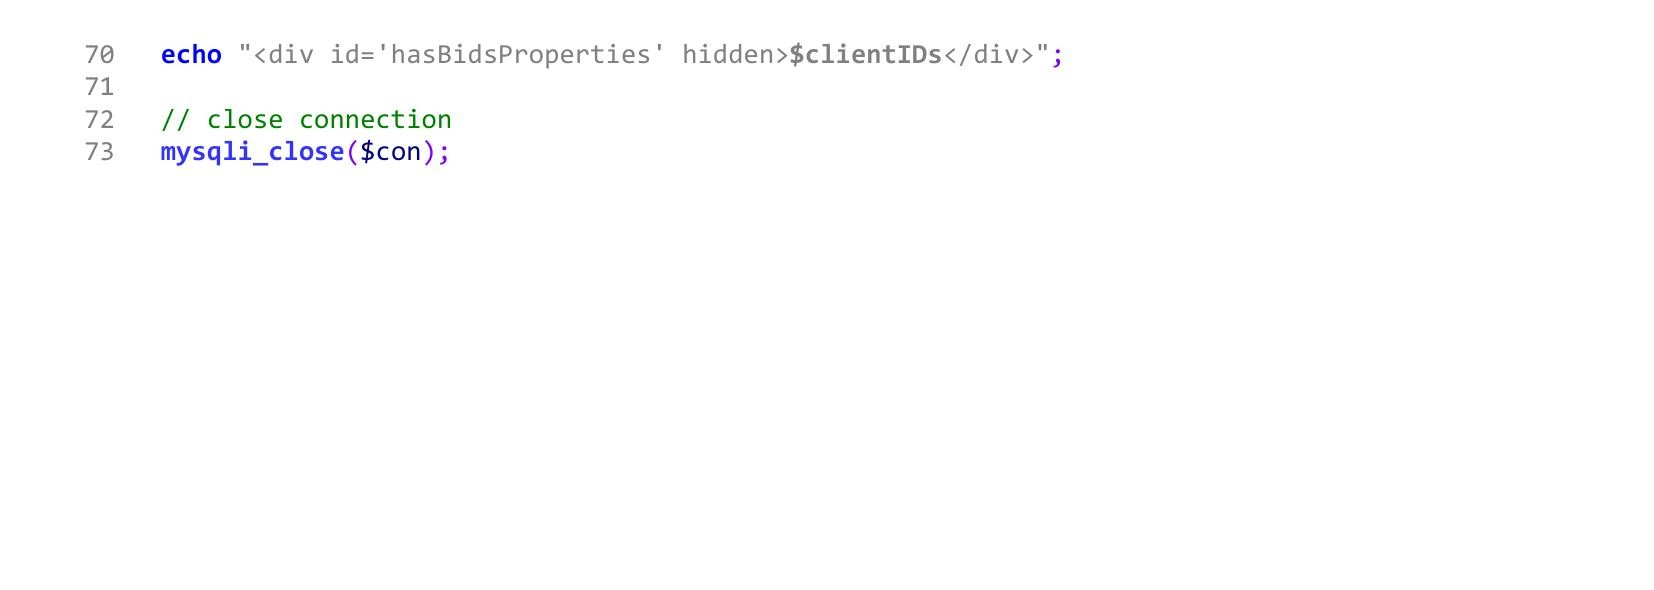 70 echo "<div id='hasBidsProperties' hidden>$clientIDs</div>";
71
72 // close connection
73 mysqli_close($con);